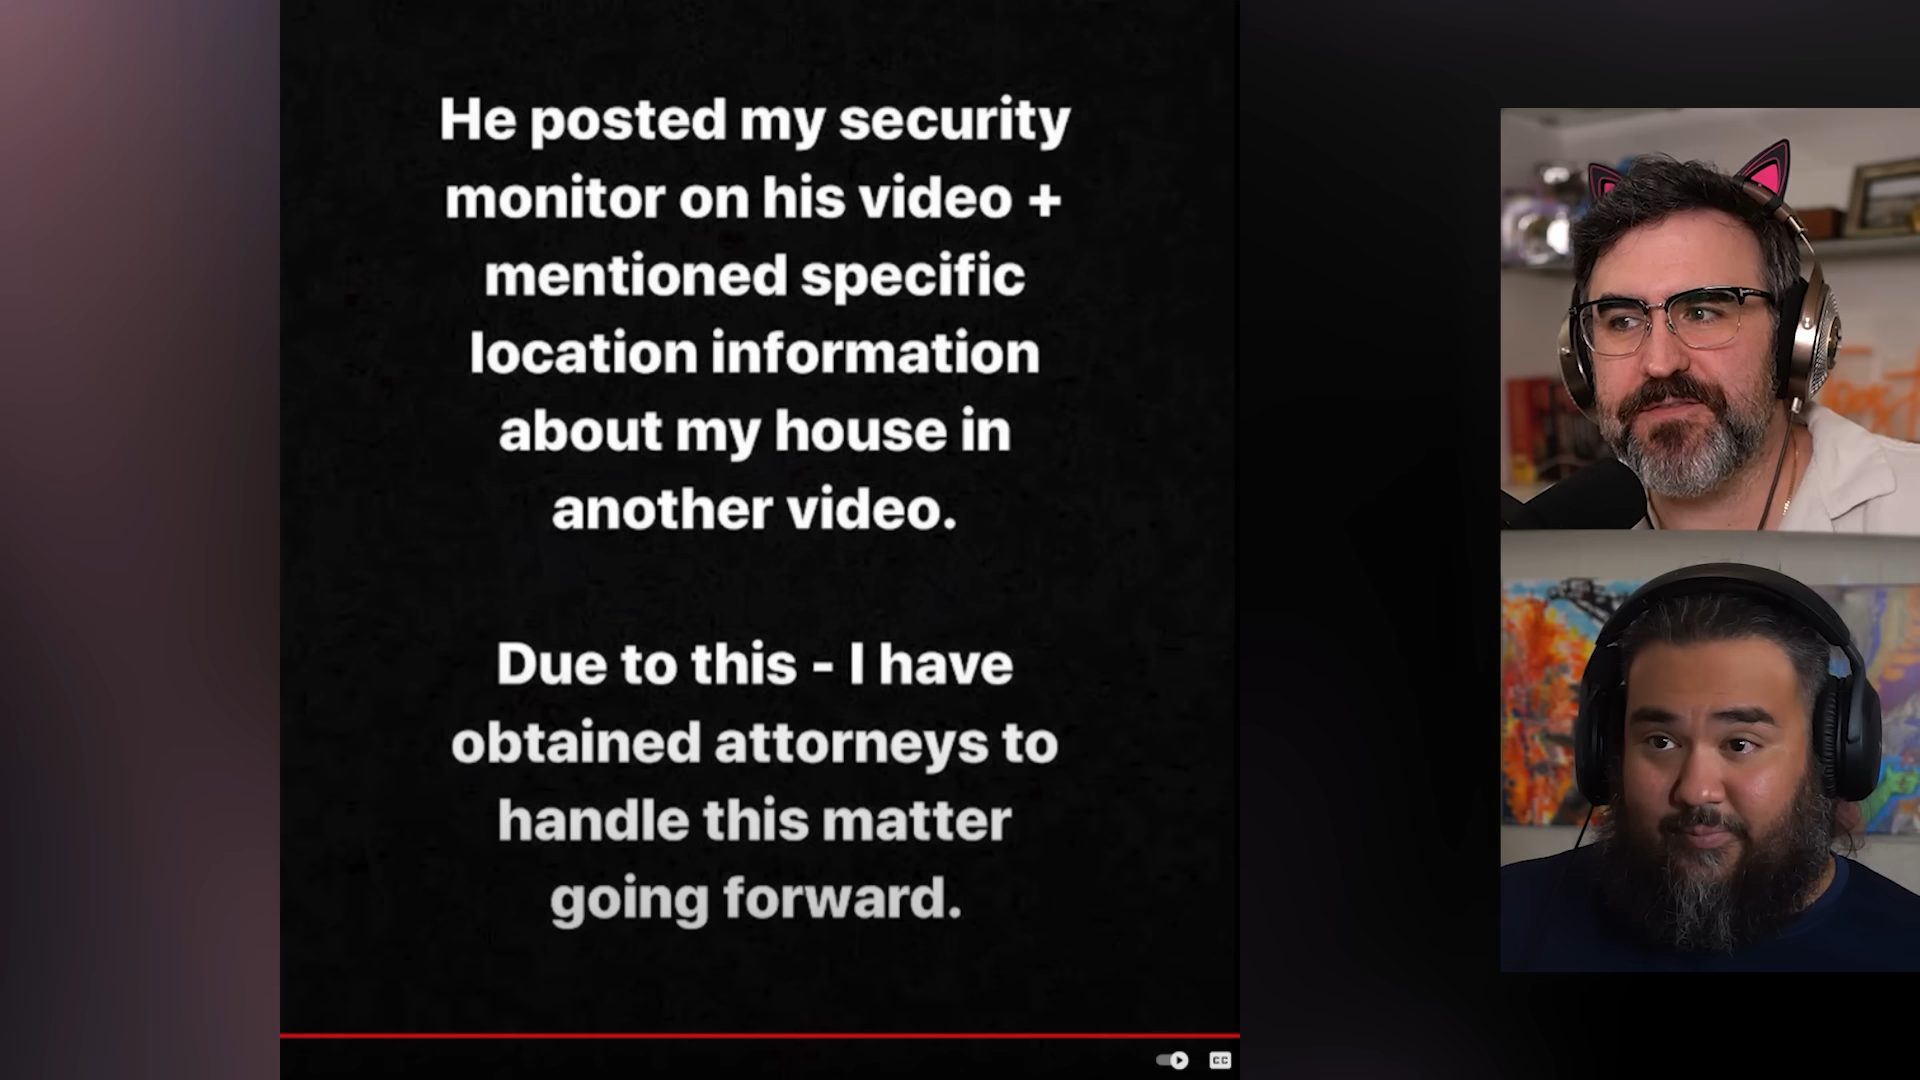 He posted my security
monitor on his video +
mentioned specific
location information
about my house in
another video.
Due to this - I have
obtained attorneys to
handle this matter
going forward.
CC